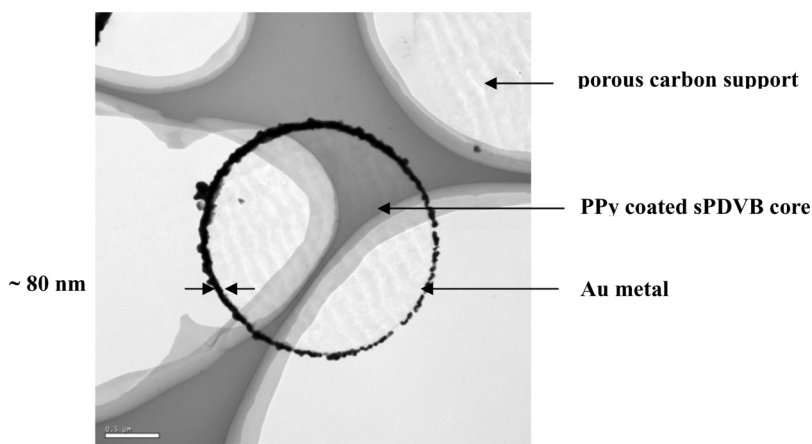 porous carbon support
PPy coated sPDVB core
~ 80 nm
Au metal
0.5 µm